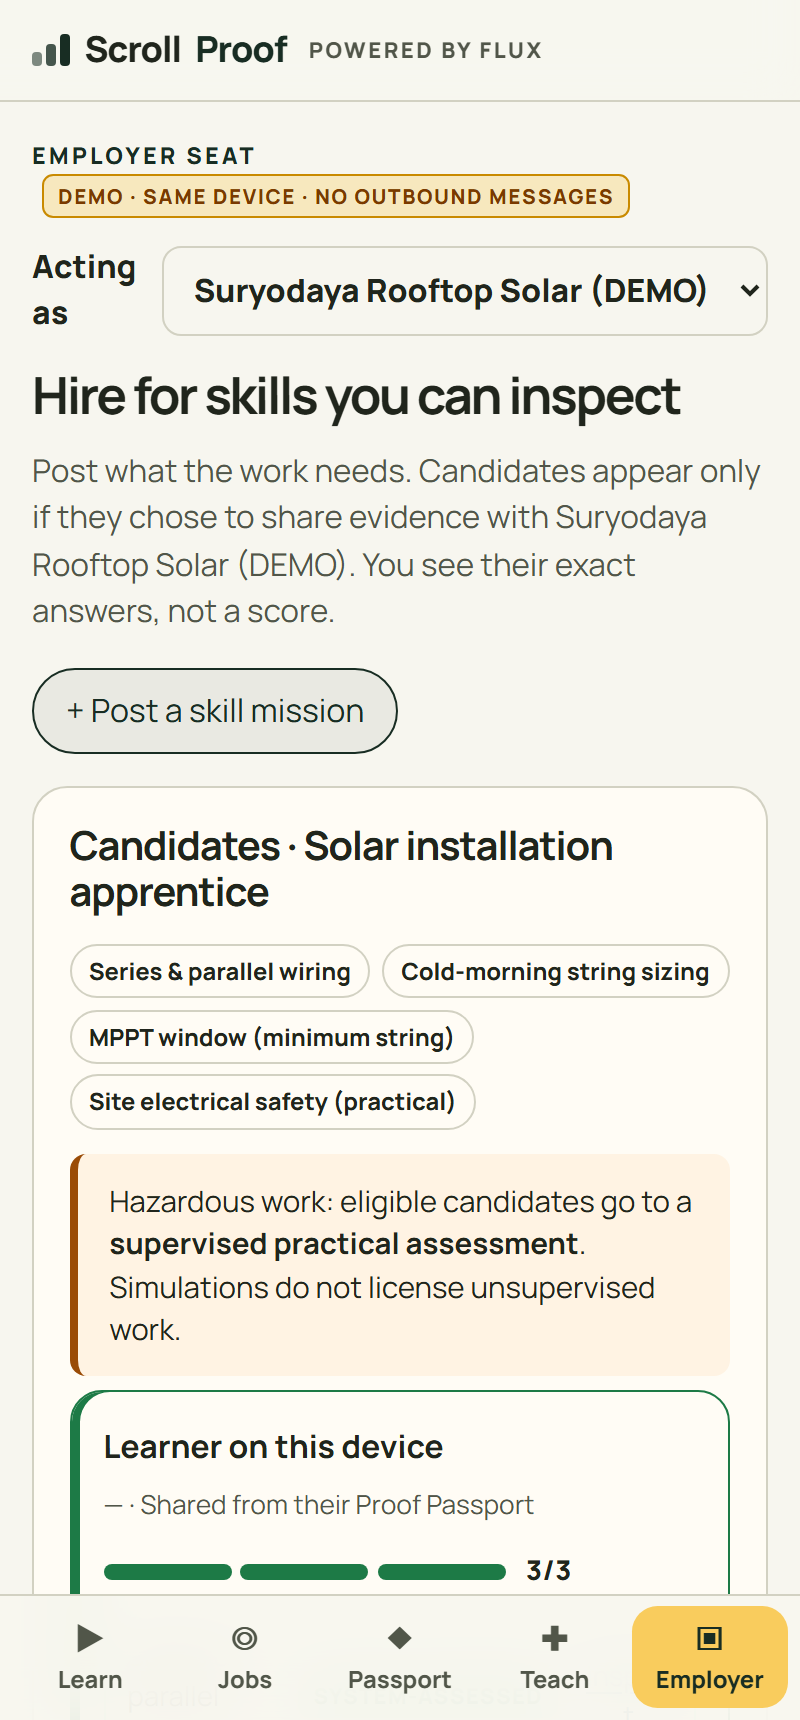 Scroll Proof POWERED BY FLUX
EMPLOYER SEAT
DEMO · SAME DEVICE · NO OUTBOUND MESSAGES
Acting as
Suryodaya Rooftop Solar (DEMO)
Hire for skills you can inspect
Post what the work needs. Candidates appear only
if they chose to share evidence with Suryodaya
Rooftop Solar (DEMO). You see their exact
answers, not a score.
+ Post a skill mission
Candidates · Solar installation
apprentice
Series & parallel wiring
Cold-morning string sizing
MPPT window (minimum string)
Site electrical safety (practical)
Hazardous work: eligible candidates go to a
supervised practical assessment.
Simulations do not license unsupervised
work.
Learner on this device
— · Shared from their Proof Passport
3/3
parallel SYSTEM-ASSESSED
Learn
Jobs
Passport
Teach
Employer